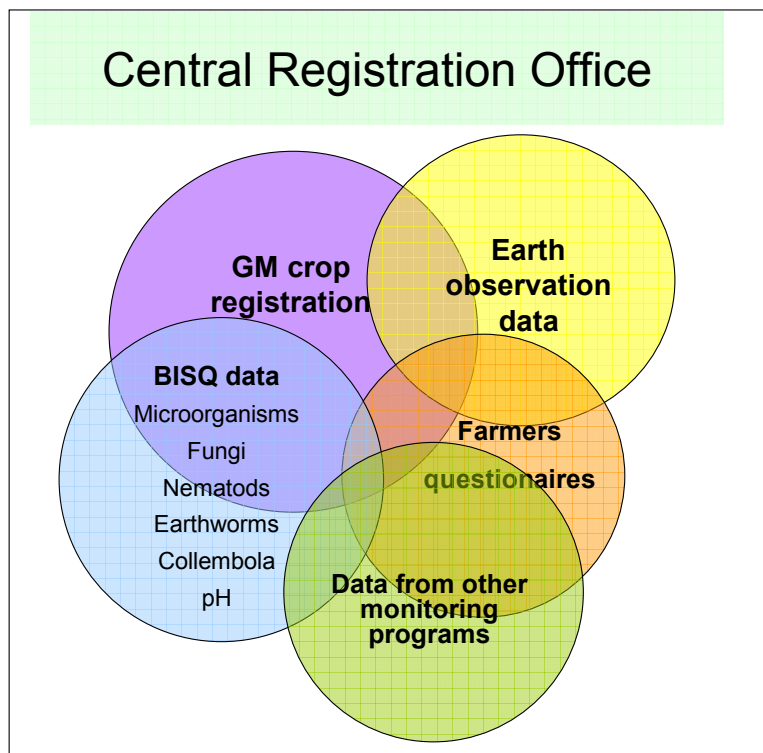 Central Registration Office
GM crop
registration
Earth
observation
data
BISQ data
Microorganisms
Fungi
Nematods
Earthworms
Collembola
pH
Farmers
questionaires
Data from other
monitoring
programs